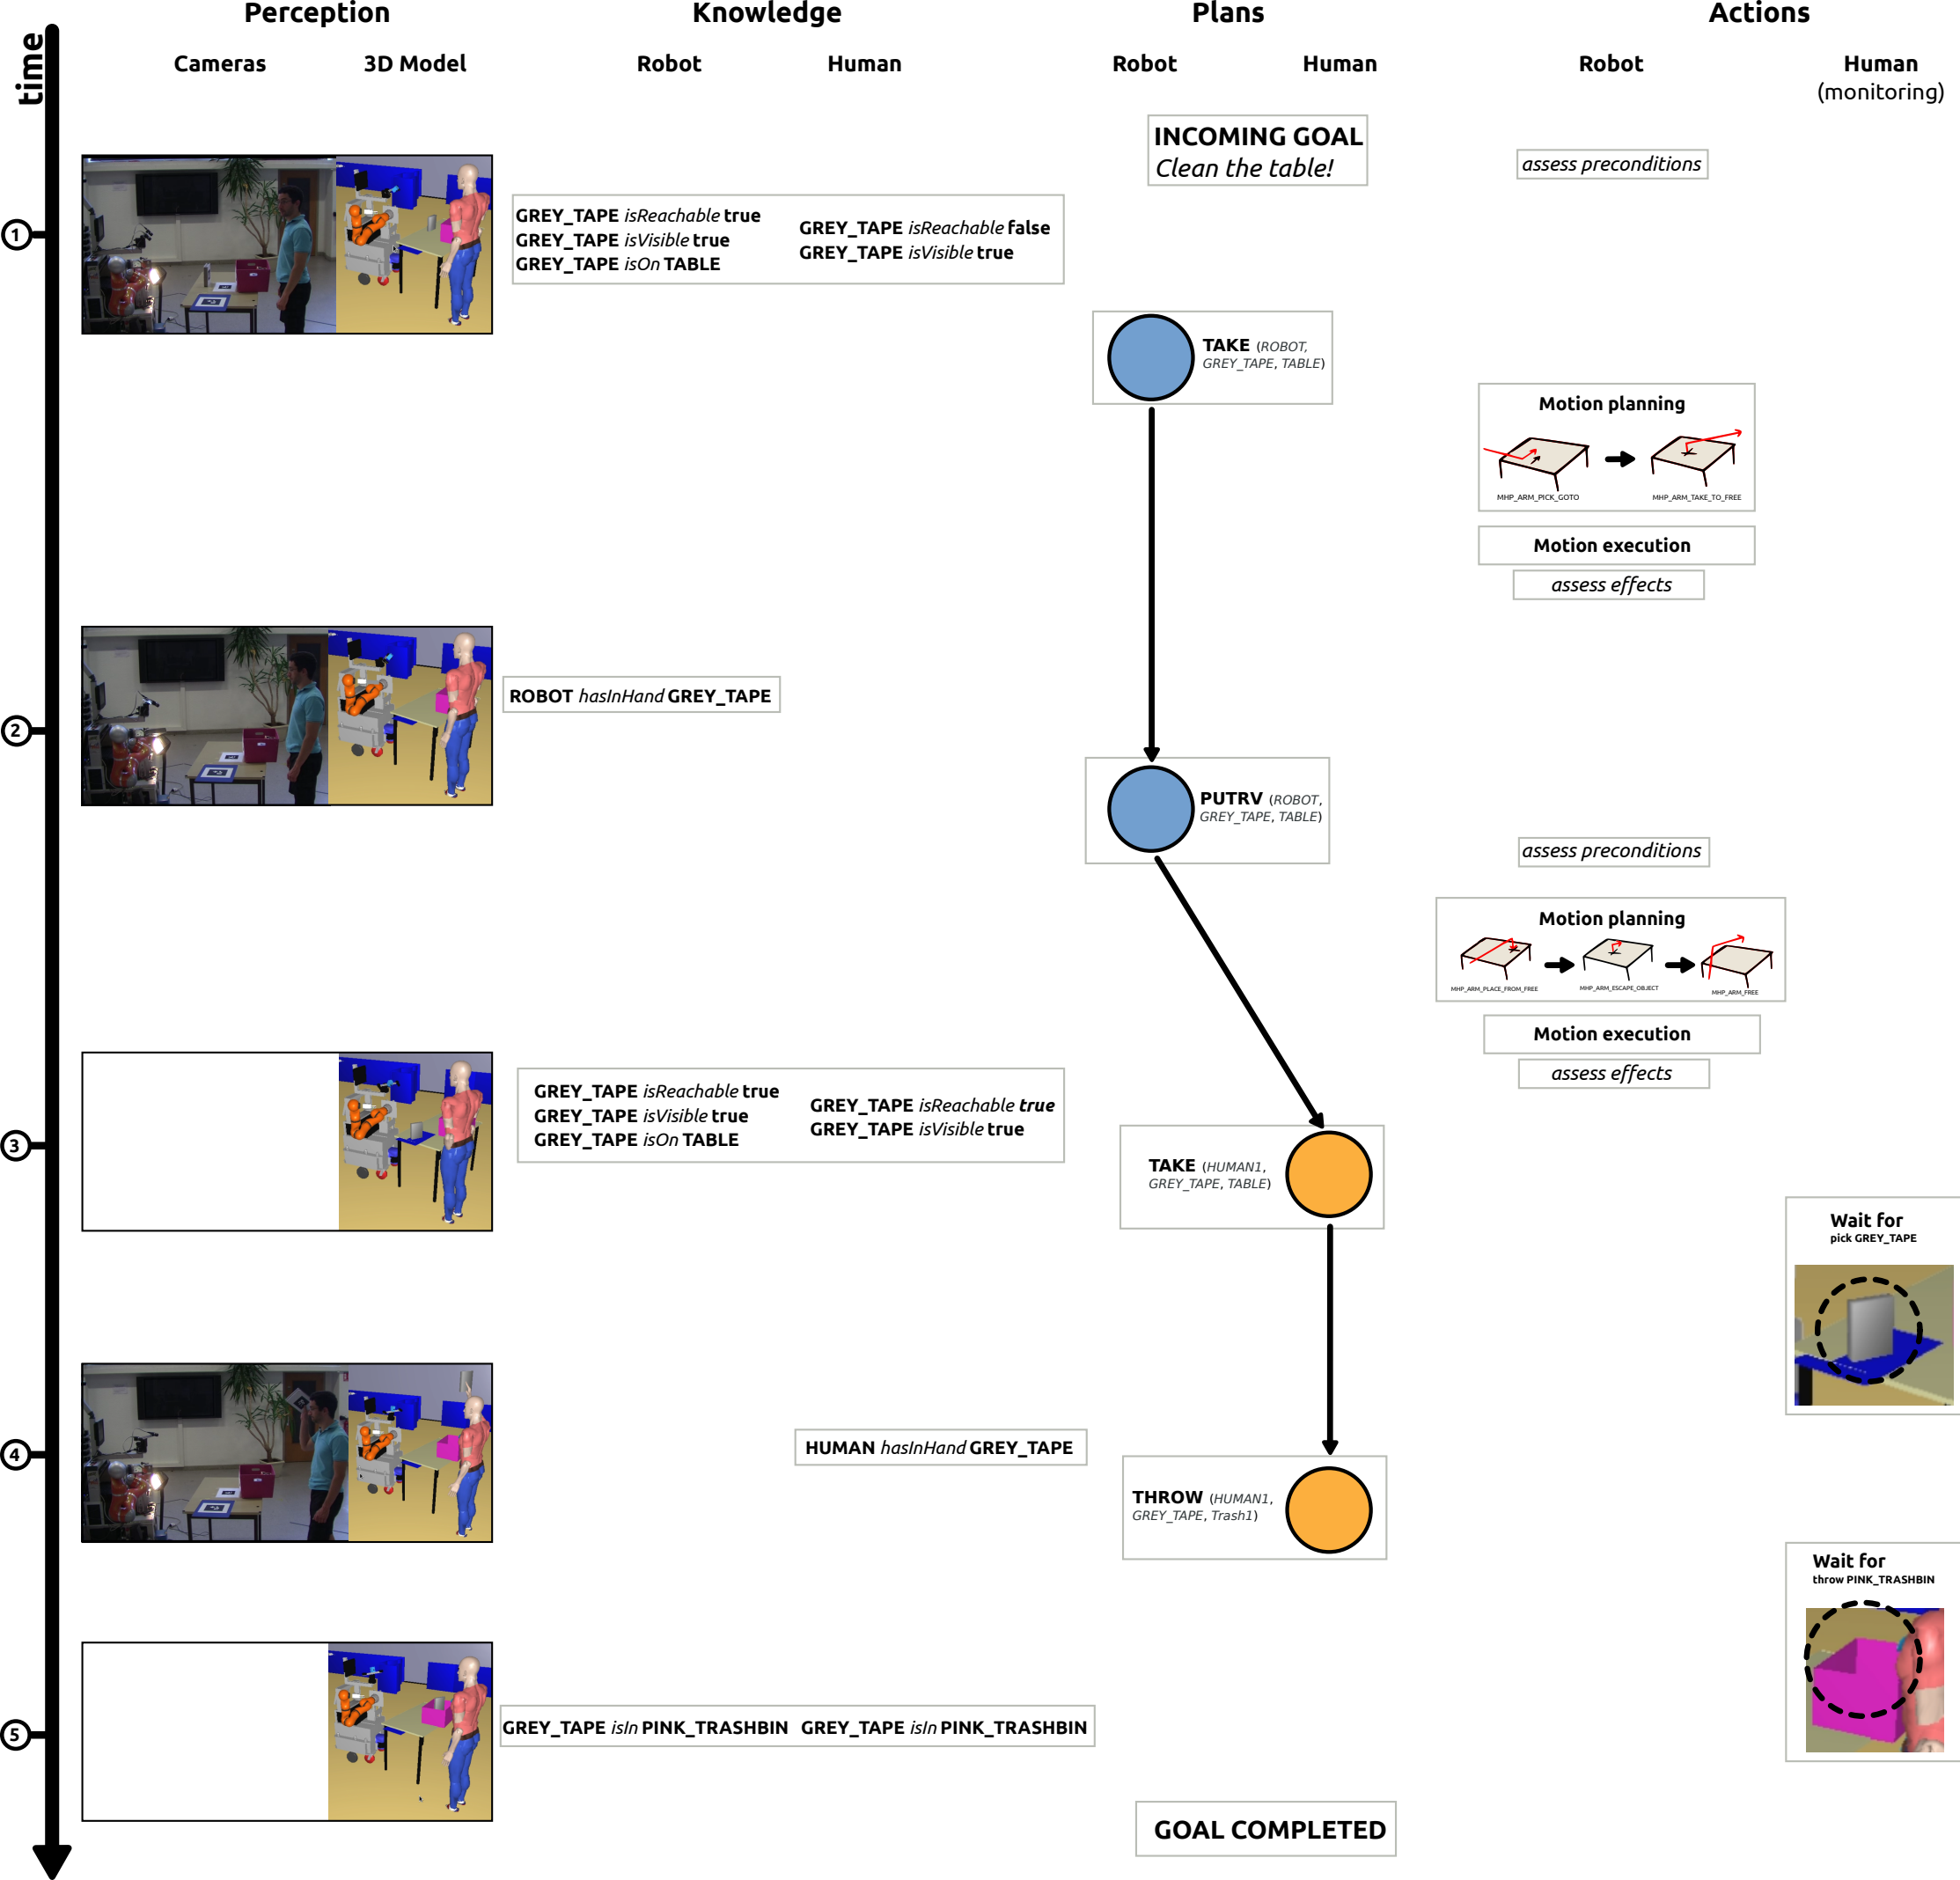 Perception Knowledge Plans Actions
time
Cameras 3D Model Robot Human Robot Human Robot Human
(monitoring)
INCOMING GOAL
Clean the table!
assess preconditions
1
GREY_TAPE isReachable true
GREY_TAPE isVisible true
GREY_TAPE isOn TABLE
GREY_TAPE isReachable false
GREY_TAPE isVisible true
TAKE (ROBOT,
GREY_TAPE, TABLE)
Motion planning
MHP_ARM_PICK_GOTO MHP_ARM_TAKE_TO_FREE
Motion execution
assess effects
2
ROBOT hasInHand GREY_TAPE
PUTRV (ROBOT,
GREY_TAPE, TABLE)
assess preconditions
Motion planning
MHP_ARM_PLACE_FROM_FREE MHP_ARM_ESCAPE_OBJECT MHP_ARM_FREE
Motion execution
assess effects
3
GREY_TAPE isReachable true
GREY_TAPE isVisible true
GREY_TAPE isOn TABLE
GREY_TAPE isReachable true
GREY_TAPE isVisible true
TAKE (HUMAN1,
GREY_TAPE, TABLE)
Wait for
pick GREY_TAPE
4
HUMAN hasInHand GREY_TAPE
THROW (HUMAN1,
GREY_TAPE, Trash1)
Wait for
throw PINK_TRASHBIN
5
GREY_TAPE isIn PINK_TRASHBIN GREY_TAPE isIn PINK_TRASHBIN
GOAL COMPLETED